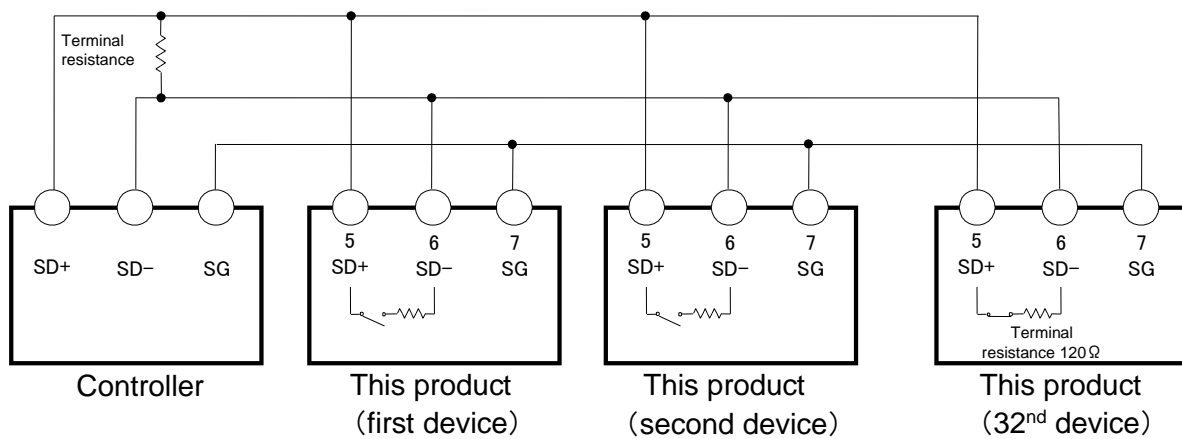 Terminal
resistance
SD+ SD− SG
5 6 7
SD+ SD− SG
5 6 7
SD+ SD− SG
5 6 7
SD+ SD− SG
Terminal
resistance 120Ω
Controller
This product
（first device）
This product
（second device）
This product
（32nd device）